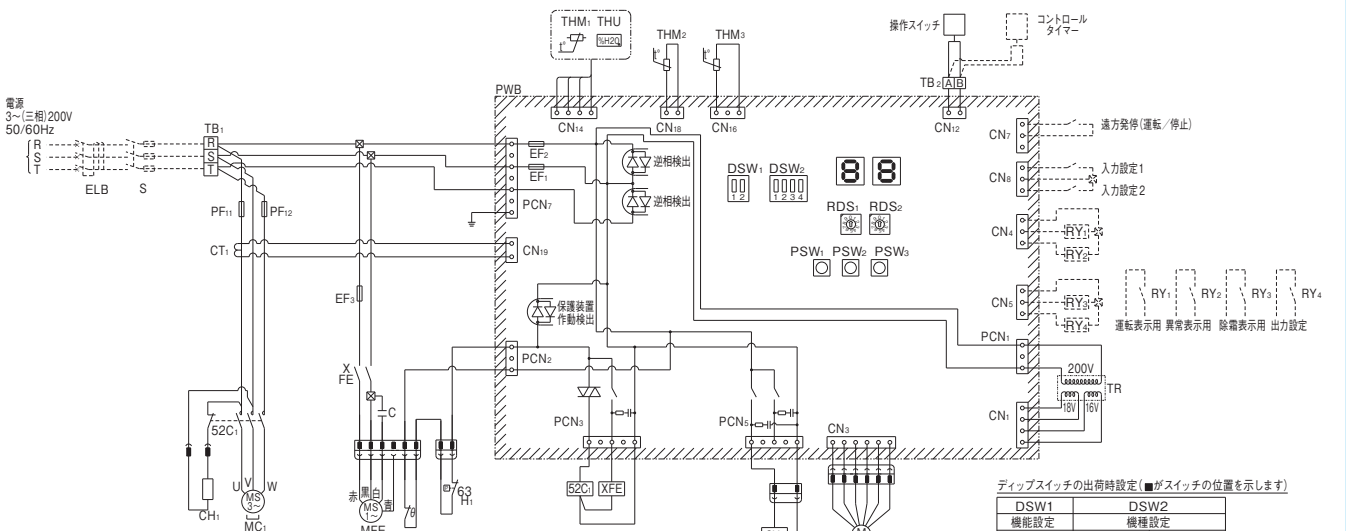 THM1 THU
t° %H2O
THM2
t°
THM3
t°
操作スイッチ
コントロール
タイマー
TB2 A B
電源
3~(三相)200V
50/60Hz
R
S
T
ELB
S
TB1
R
S
T
PWB
CN14
CN18
CN16
CN12
CN7
遠方発停(運転/停止)
EF2
EF1
逆相検出
逆相検出
PCN7
DSW1
1 2
DSW2
1 2 3 4
8 8
RDS1 RDS2
0 0
PSW1 PSW2 PSW3
CN8
入力設定1
入力設定2
CN4
RY1
RY2
CN5
RY3
RY4
RY1
RY2
RY3
RY4
運転表示用 異常表示用 除霜表示用 出力設定
PF11
PF12
CT1
CN19
EF3
保護装置
作動検出
PCN2
PCN1
200V
TR
18V
16V
CN1
X
FE
C
PCN3
PCN5
CN3
52C1
U V W
MS
3~
MC1
CH1
赤 黒 白 青
MS
1~
MFE
θ
P
63
H1
52C1
XFE
M
ディップスイッチの出荷時設定(■がスイッチの位置を示します)
DSW1 DSW2
機能設定 機種設定